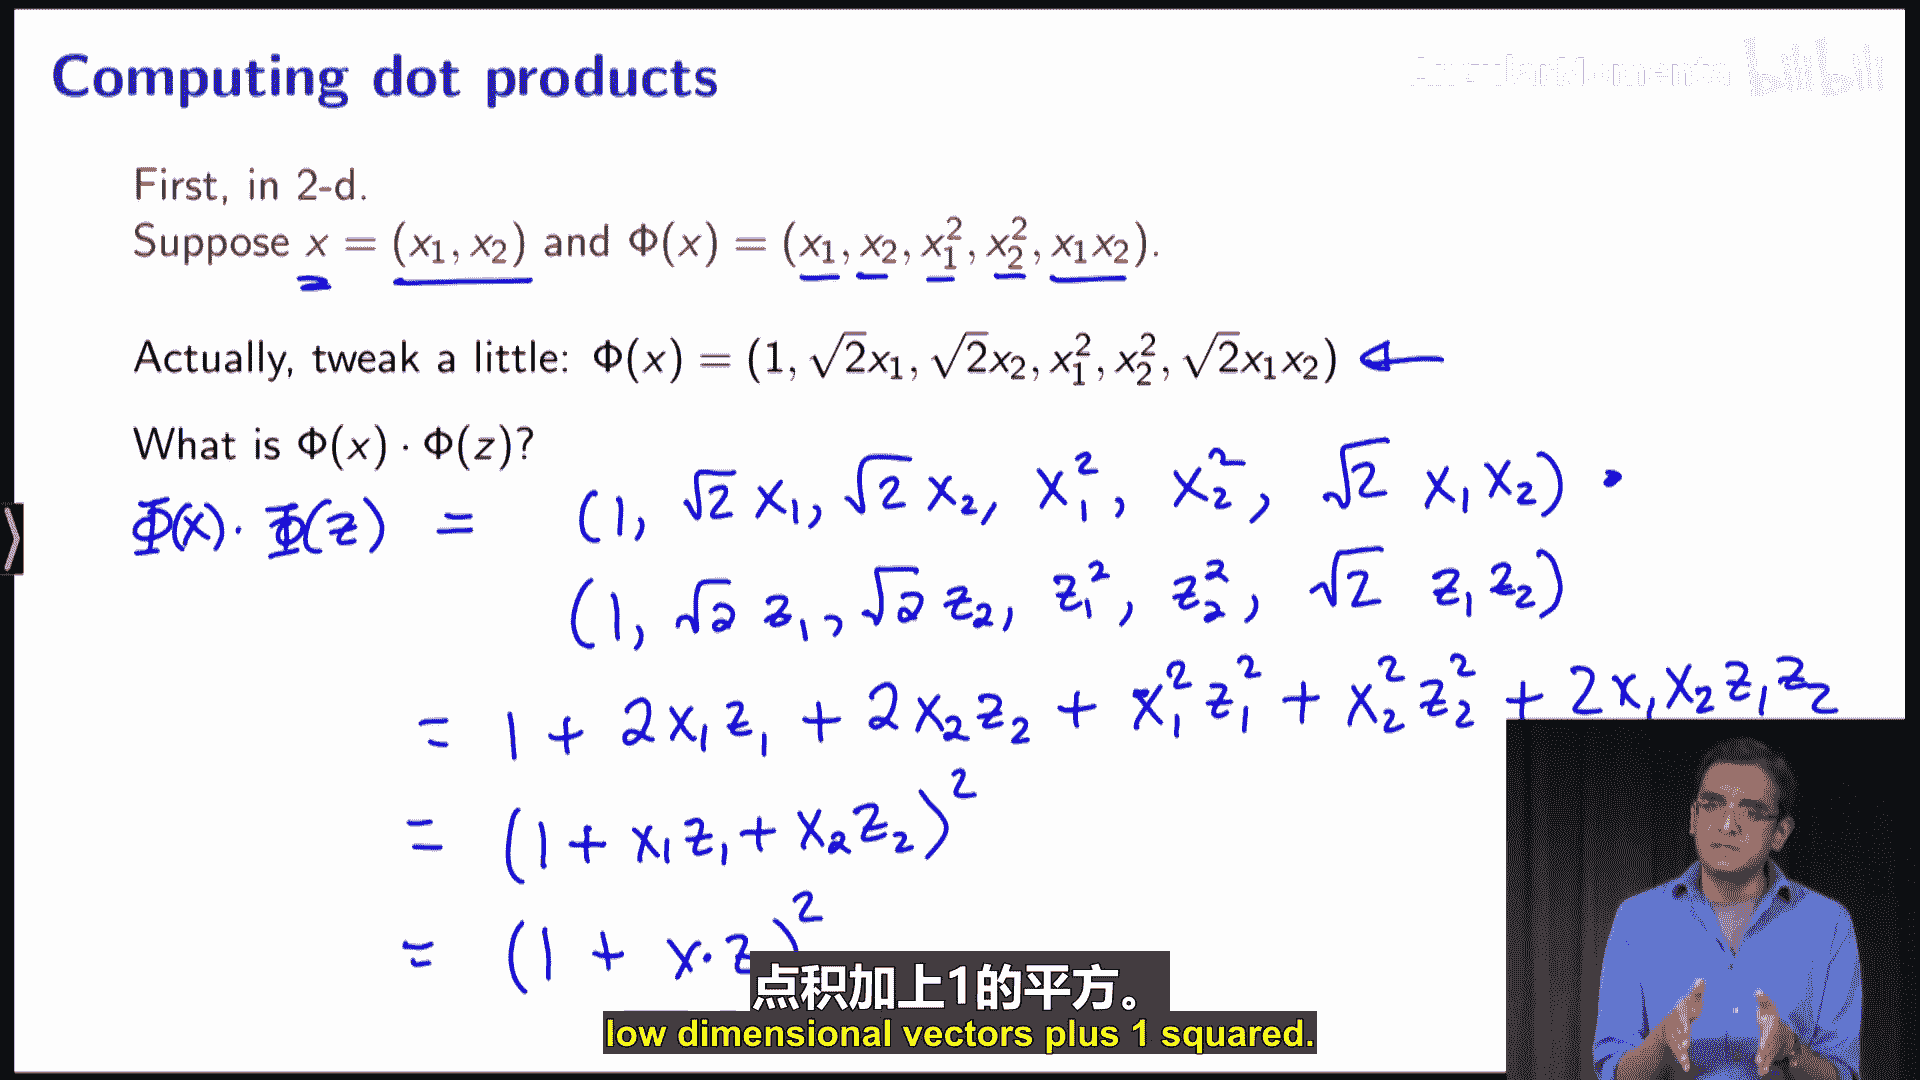 Computing dot products
bilibili
First, in 2-d.
Suppose x = (x₁, x₂) and Φ(x) = (x₁, x₂, x₁², x₂², x₁x₂).
Actually, tweak a little: Φ(x) = (1, √2x₁, √2x₂, x₁², x₂², √2x₁x₂)
What is Φ(x) · Φ(z)?
Φ(x) · Φ(z) = (1, √2 x₁, √2 x₂, x₁², x₂², √2 x₁x₂) ·
(1, √2 z₁, √2 z₂, z₁², z₂², √2 z₁z₂)
= 1 + 2x₁z₁ + 2x₂z₂ + x₁²z₁² + x₂²z₂² + 2x₁x₂z₁z₂
= (1 + x₁z₁ + x₂z₂)²
= (1 + x·z)²
点积加上1的平方。
low dimensional vectors plus 1 squared.